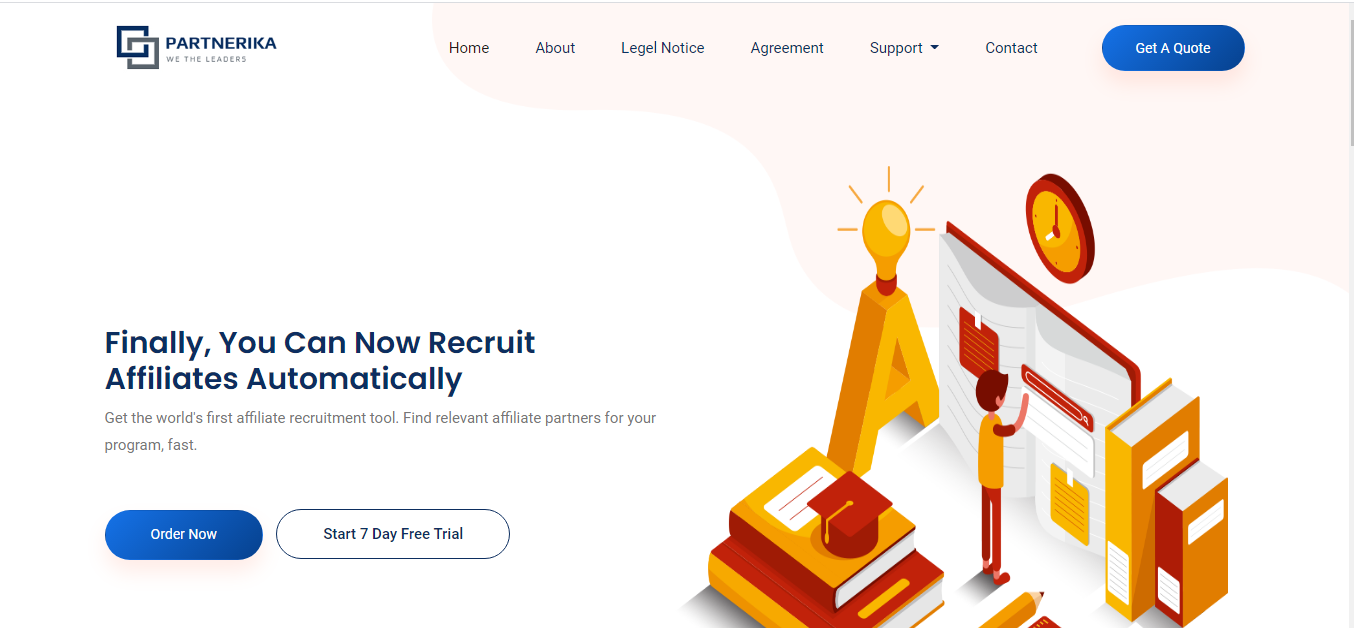 PARTNERIKA
WE THE LEADERS
Home
About
Legel Notice
Agreement
Support
Contact
Get A Quote
Finally, You Can Now Recruit
Affiliates Automatically
Get the world's first affiliate recruitment tool. Find relevant affiliate partners for your
program, fast.
Order Now
Start 7 Day Free Trial